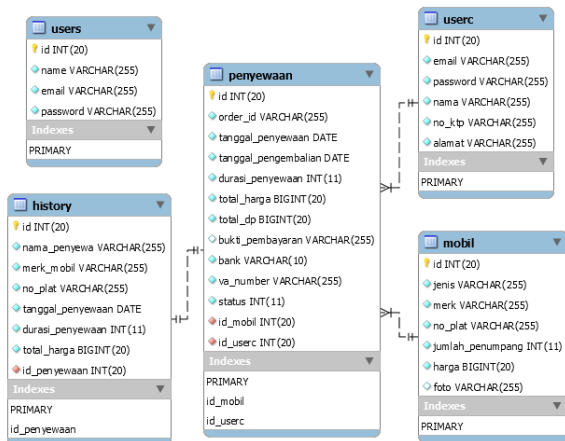 users
id INT(20)
name VARCHAR(255)
email VARCHAR(255)
password VARCHAR(255)
Indexes
PRIMARY
history
id INT(20)
nama_penyewa VARCHAR(255)
merk_mobil VARCHAR(255)
no_plat VARCHAR(255)
tanggal_penyewaan DATE
durasi_penyewaan INT(11)
total_harga BIGINT(20)
id_penyewaan INT(20)
Indexes
PRIMARY
id_penyewaan
penyewaan
id INT(20)
order_id VARCHAR(255)
tanggal_penyewaan DATE
tanggal_pengembalian DATE
durasi_penyewaan INT(11)
total_harga BIGINT(20)
total_dp BIGINT(20)
bukti_pembayaran VARCHAR(255)
bank VARCHAR(10)
va_number VARCHAR(255)
status INT(11)
id_mobil INT(20)
id_userc INT(20)
Indexes
PRIMARY
id_mobil
id_userc
userc
id INT(20)
email VARCHAR(255)
password VARCHAR(255)
nama VARCHAR(255)
no_ktp VARCHAR(255)
alamat VARCHAR(255)
Indexes
PRIMARY
mobil
id INT(20)
jenis VARCHAR(255)
merk VARCHAR(255)
no_plat VARCHAR(255)
jumlah_penumpang INT(11)
harga BIGINT(20)
foto VARCHAR(255)
Indexes
PRIMARY